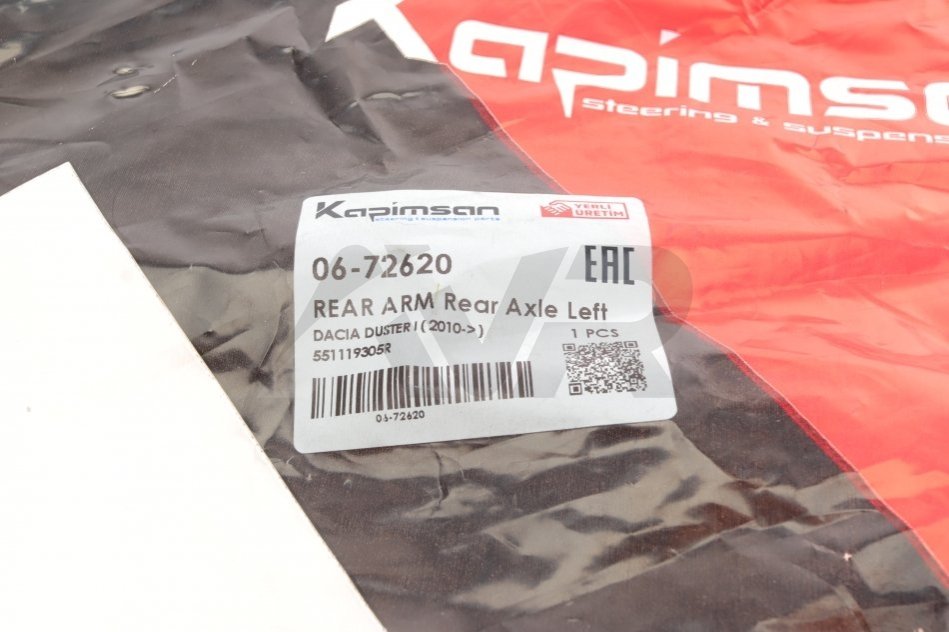 Kapimsan
steering & suspens
Kapimsan
steering & suspension parts
YERLİ
ÜRETİM
06-72620
EAC
REAR ARM Rear Axle Left
DACIA DUSTER I ( 2010-> )
1 PCS
551119305R
06-72620